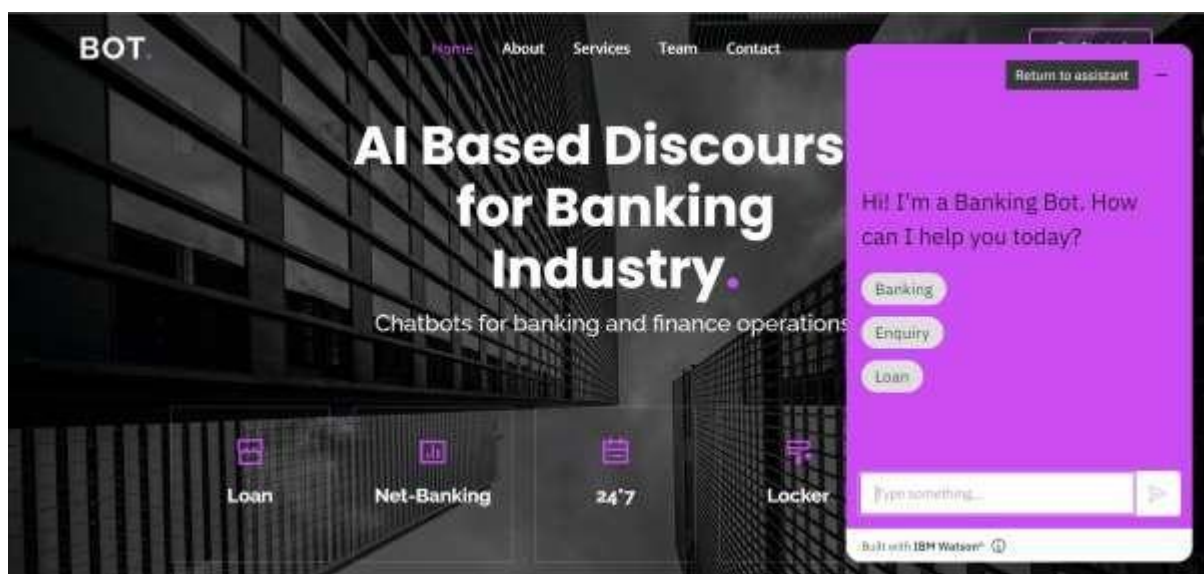 BOT.
Home About Services Team Contact
Return to assistant
AI Based Discours
for Banking
Industry.
Chatbots for banking and finance operations
Hi! I'm a Banking Bot. How
can I help you today?
Banking
Enquiry
Loan
Loan Net-Banking 24*7 Locker
Type something...
Built with IBM Watson®